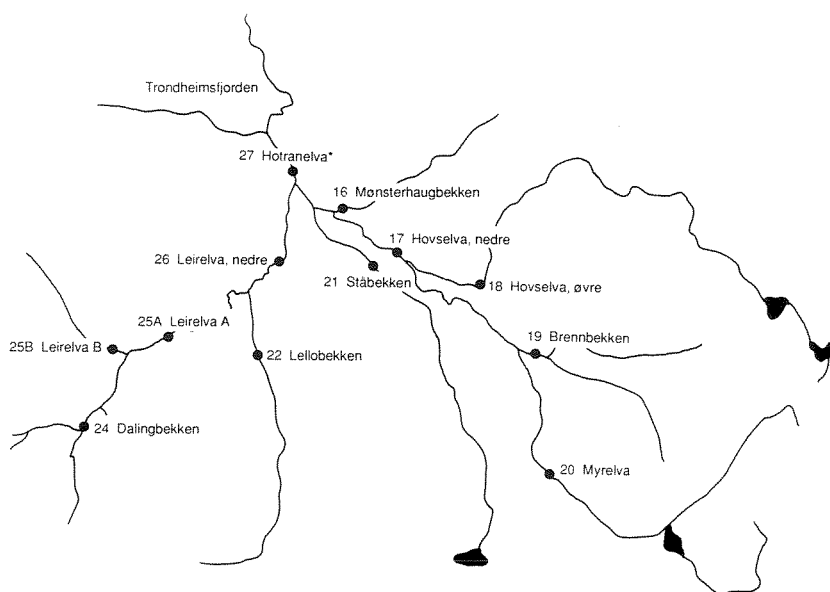 Trondheimsfjorden
27 Hotranelva*
16 Mønsterhaugbekken
17 Hovselva, nedre
26 Leirelva, nedre
21 Ståbekken
18 Hovselva, øvre
25A Leirelva A
19 Brennbekken
25B Leirelva B
22 Lellobekken
24 Dalingbekken
20 Myrelva